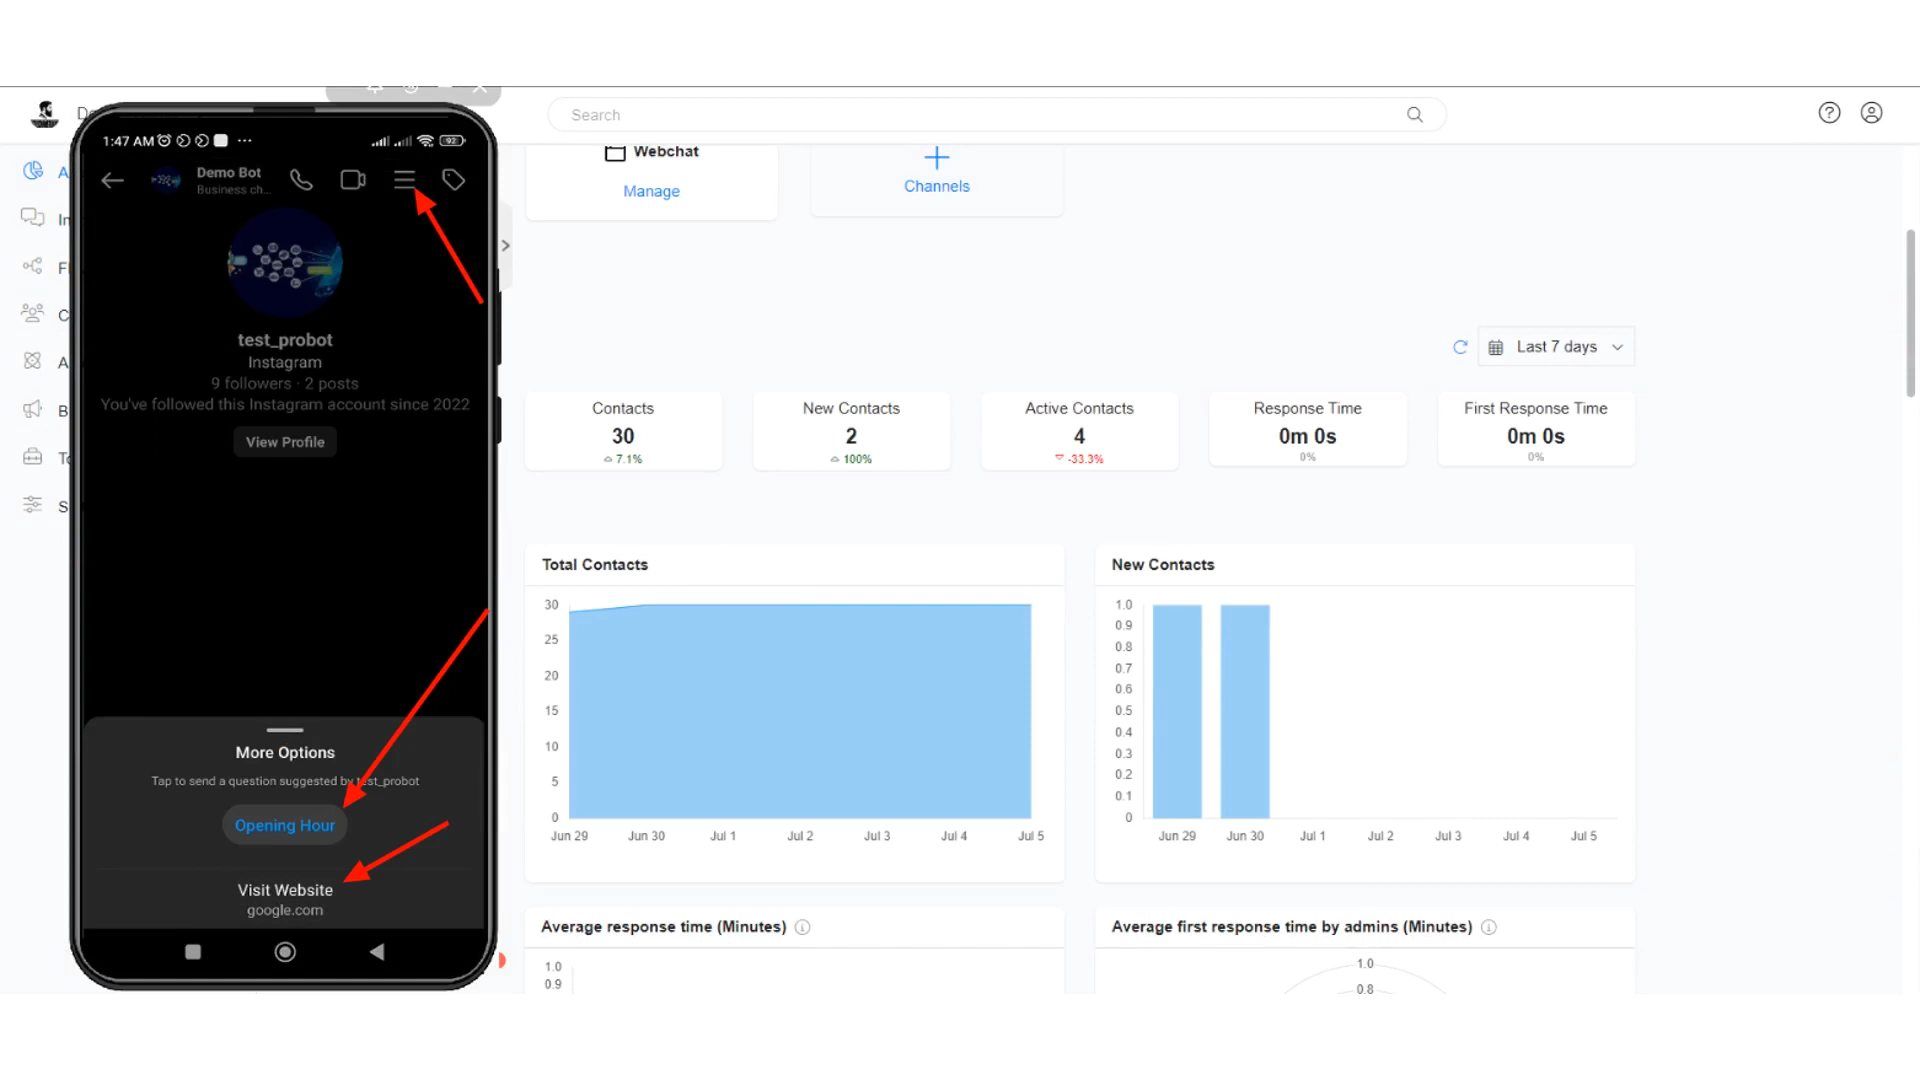 Search
1:47 AM
92
Demo Bot
Business ch...
test_probot
Instagram
9 followers · 2 posts
You've followed this Instagram account since 2022
View Profile
More Options
Tap to send a question suggested by test_probot
Opening Hour
Visit Website
google.com
Webchat
Manage
Channels
Last 7 days
Contacts
30
7.1%
New Contacts
2
100%
Active Contacts
4
-33.3%
Response Time
0m 0s
0%
First Response Time
0m 0s
0%
Total Contacts
30
25
20
15
10
5
0
Jun 29 Jun 30 Jul 1 Jul 2 Jul 3 Jul 4 Jul 5
New Contacts
1.0
0.9
0.8
0.7
0.6
0.5
0.4
0.3
0.2
0.1
0
Jun 29 Jun 30 Jul 1 Jul 2 Jul 3 Jul 4 Jul 5
Average response time (Minutes)
1.0
0.9
Average first response time by admins (Minutes)
1.0
0.8